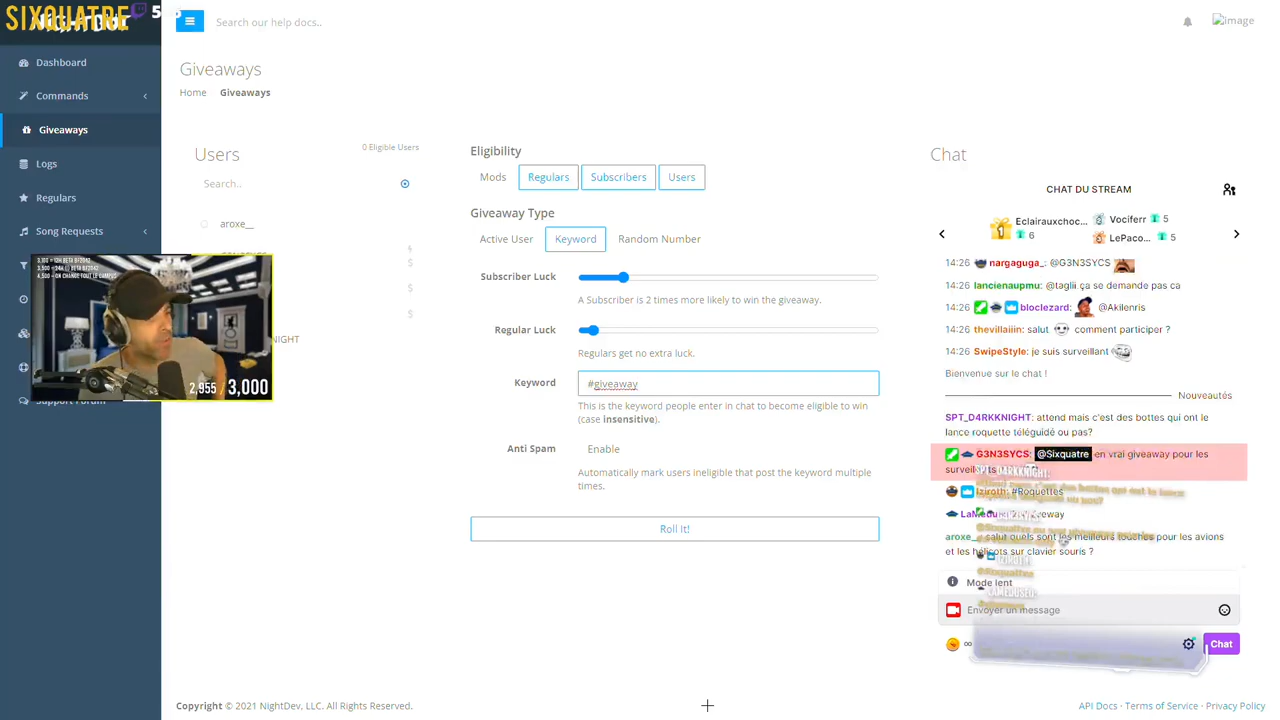 SIXQUATRE
Search our help docs..
image
Dashboard
Commands
Giveaways
Logs
Regulars
Song Requests
Support Forum
2,955 / 3,000
Giveaways
Home Giveaways
Users
0 Eligible Users
Search..
aroxe__
Eligibility
Mods Regulars Subscribers Users
Giveaway Type
Active User Keyword Random Number
Subscriber Luck
A Subscriber is 2 times more likely to win the giveaway.
Regular Luck
Regulars get no extra luck.
Keyword #giveaway
This is the keyword people enter in chat to become eligible to win
(case insensitive).
Anti Spam Enable
Automatically mark users ineligible that post the keyword multiple
times.
Roll It!
Chat
CHAT DU STREAM
Eclairauxchoc... 6
Vociferr 5
LePaco... 5
14:26 nargaguga_: @G3N3SYCS
14:26 lancienaupmu: @taglii ça se demande pas ca
14:26 bloclezard: @Akilenris
14:26 thevillaiiin: salut comment participer ?
14:26 SwipeStyle: je suis surveillant
Bienvenue sur le chat !
Nouveautés
SPT_D4RKKNIGHT: attend mais c'est des bottes qui ont le
lance roquette téléguidé ou pas?
G3N3SYCS: @Sixquatre en vrai giveaway pour les
#Roquettes
aroxe__: salut quels sont les meilleurs touches pour les avions
et les hélicots sur clavier souris ?
Mode lent
Envoyer un message
Chat
Copyright © 2021 NightDev, LLC. All Rights Reserved.
API Docs · Terms of Service · Privacy Policy